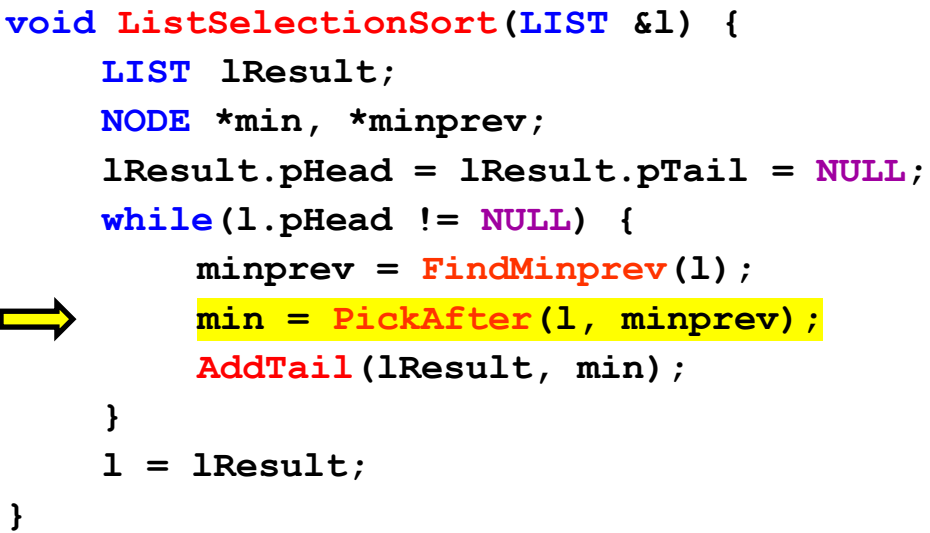 void ListSelectionSort(LIST &l) {
LIST lResult;
NODE *min, *minprev;
lResult.pHead = lResult.pTail = NULL;
while(l.pHead != NULL) {
minprev = FindMinprev(l);
min = PickAfter(l, minprev);
AddTail(lResult, min);
}
l = lResult;
}